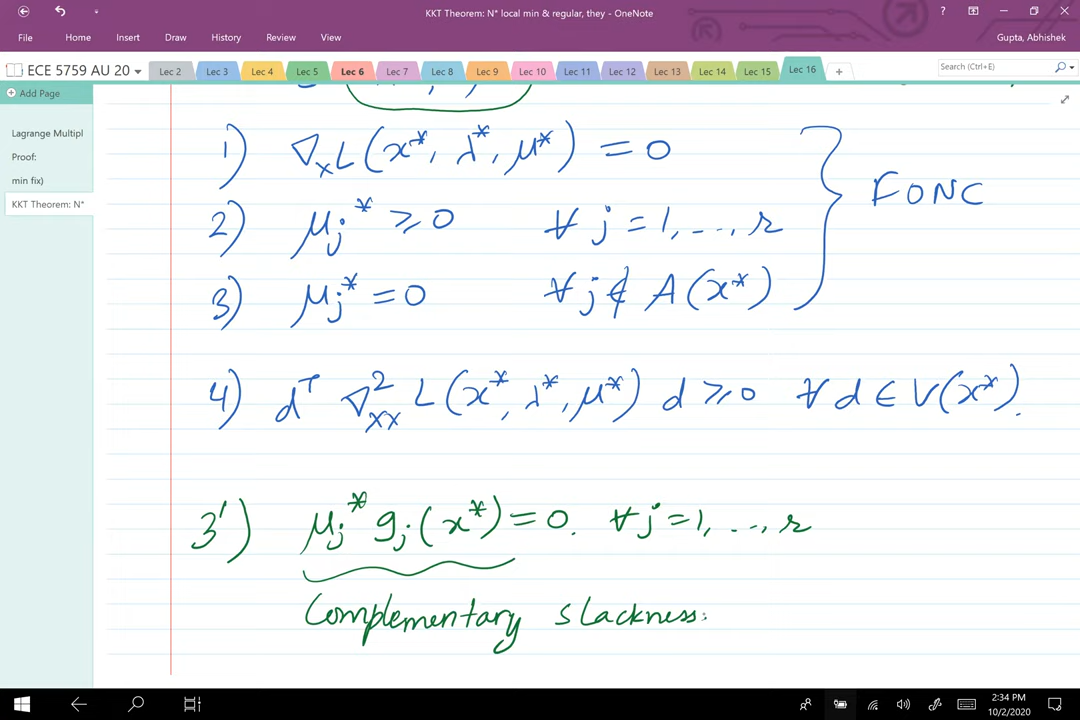 KKT Theorem: N* local min & regular, they - OneNote
File Home Insert Draw History Review View
Gupta, Abhishek
ECE 5759 AU 20
Lec 2 Lec 3 Lec 4 Lec 5 Lec 6 Lec 7 Lec 8 Lec 9 Lec 10 Lec 11 Lec 12 Lec 13 Lec 14 Lec 15 Lec 16
Search (Ctrl+E)
Add Page
Lagrange Multipl
Proof:
min f(x)
KKT Theorem: N*
1) ∇ₓL(x*, λ*, μ*) = 0
2) μⱼ* ≥ 0 ∀ j = 1, ..., r
FONC
3) μⱼ* = 0 ∀ j ∉ A(x*)
4) dᵀ ∇²ₓₓ L(x*, λ*, μ*) d ≥ 0 ∀ d ∈ V(x*).
3') μⱼ* gⱼ(x*) = 0. ∀ j = 1, ..., r
Complementary slackness.
2:34 PM
10/2/2020